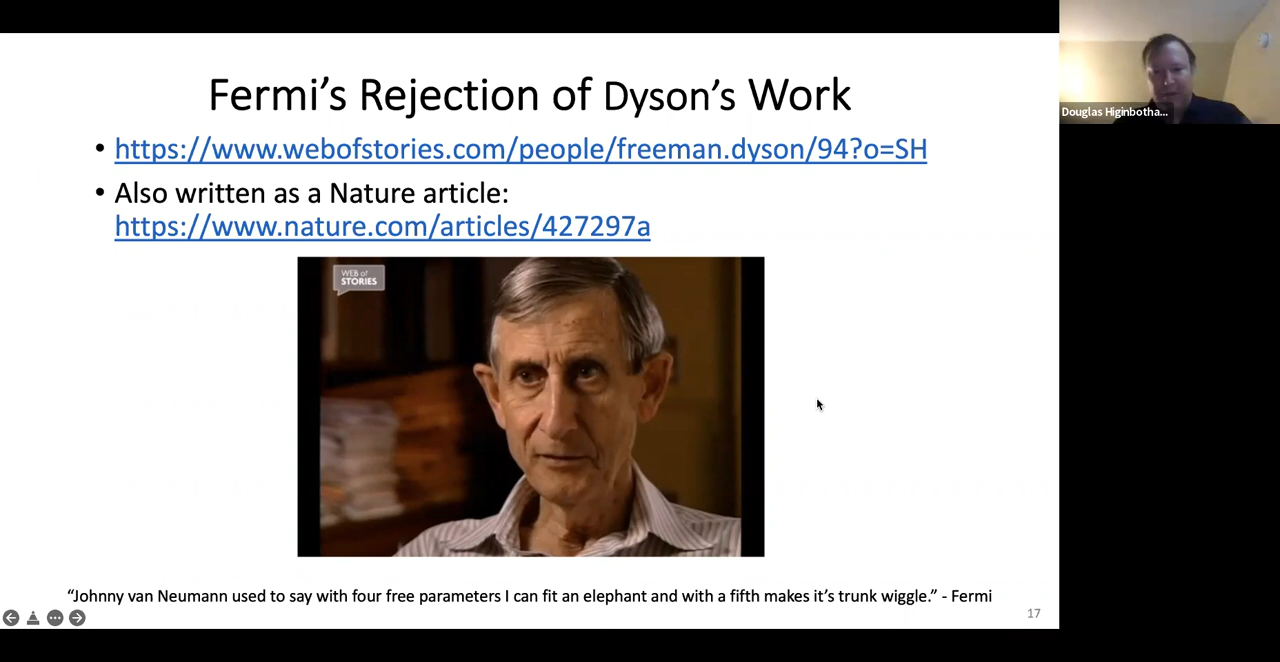 Fermi’s Rejection of Dyson’s Work
• https://www.webofstories.com/people/freeman.dyson/94?o=SH
• Also written as a Nature article:
https://www.nature.com/articles/427297a
WEB of
STORIES
“Johnny van Neumann used to say with four free parameters I can fit an elephant and with a fifth makes it’s trunk wiggle.” - Fermi
17
Douglas Higinbotha...